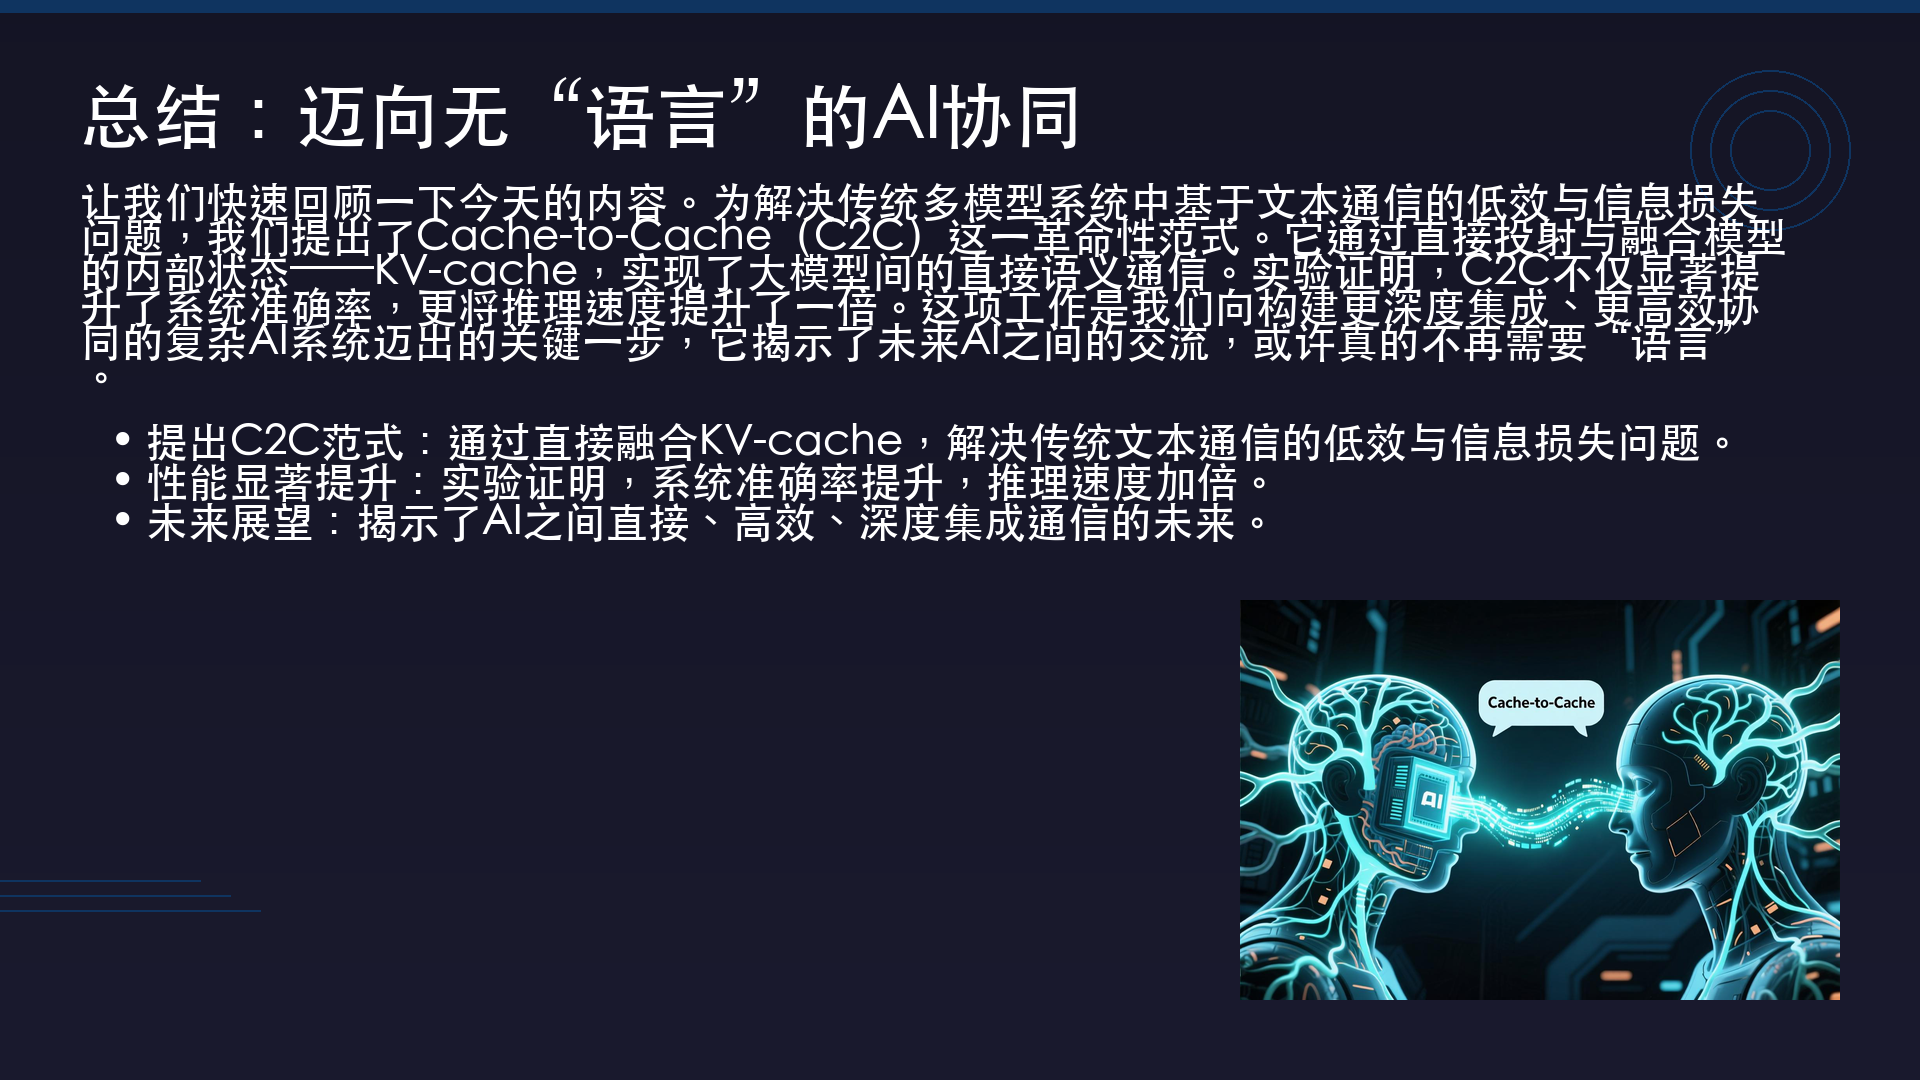 总结：迈向无“语言”的AI协同
让我们快速回顾一下今天的内容。为解决传统多模型系统中基于文本通信的低效与信息损失
问题，我们提出了Cache-to-Cache（C2C）这一革命性范式。它通过直接投射与融合模型
的内部状态——KV-cache，实现了大模型间的直接语义通信。实验证明，C2C不仅显著提
升了系统准确率，更将推理速度提升了一倍。这项工作是我们向构建更深度集成、更高效协
同的复杂AI系统迈出的关键一步，它揭示了未来AI之间的交流，或许真的不再需要“语言”
。
• 提出C2C范式：通过直接融合KV-cache，解决传统文本通信的低效与信息损失问题。
• 性能显著提升：实验证明，系统准确率提升，推理速度加倍。
• 未来展望：揭示了AI之间直接、高效、深度集成通信的未来。
Cache-to-Cache
AI